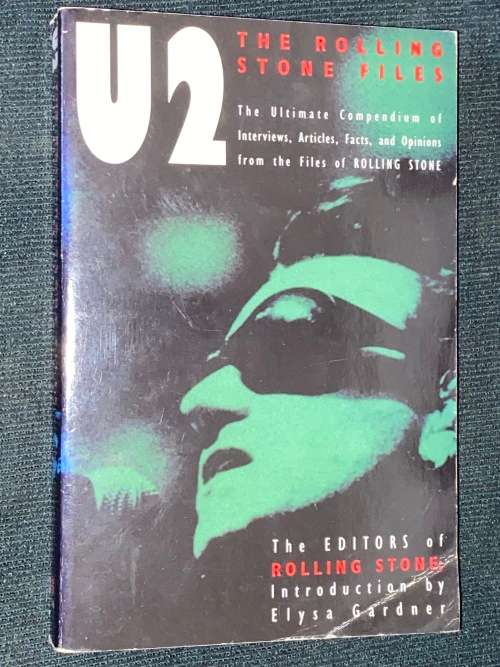 U2
THE ROLLING
STONE FILES
The Ultimate Compendium of
Interviews, Articles, Facts, and Opinions
from the Files of ROLLING STONE
The EDITORS of
ROLLING STONE
Introduction by
Elysa Gardner